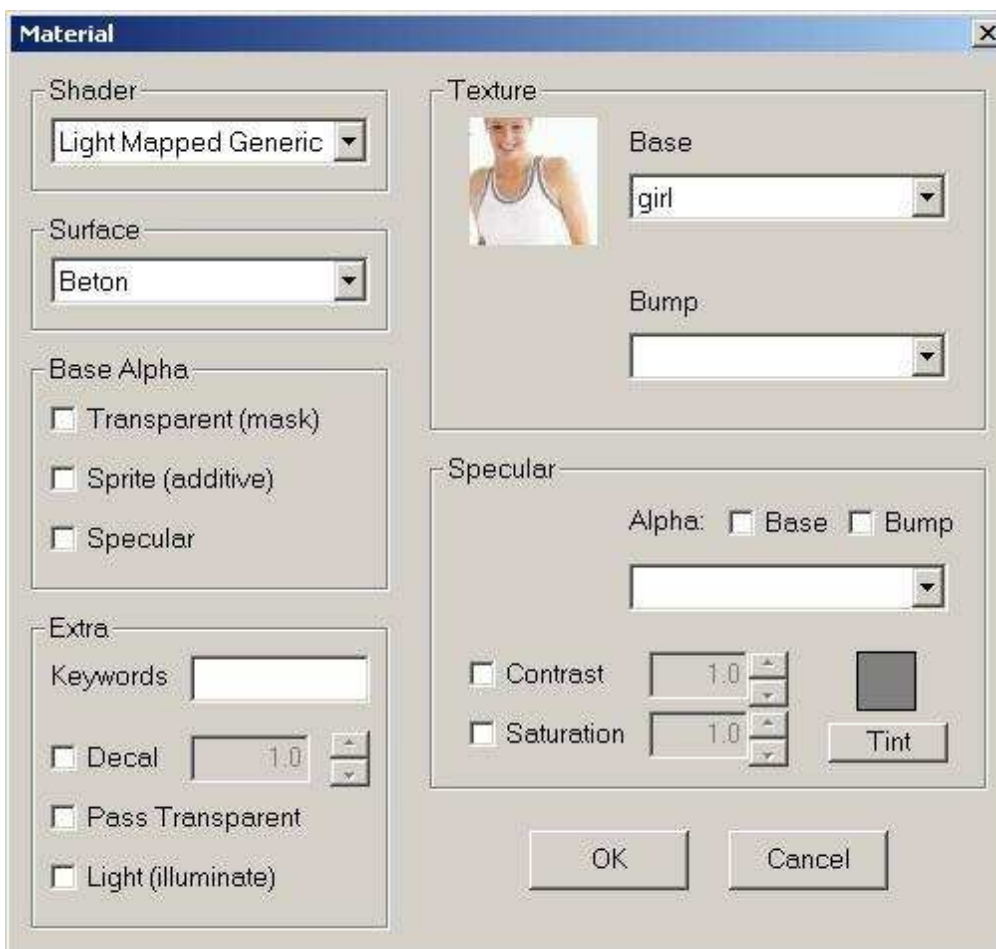 Material
Shader
Light Mapped Generic
Surface
Beton
Base Alpha
Transparent (mask)
Sprite (additive)
Specular
Extra
Keywords
Decal 1.0
Pass Transparent
Light (illuminate)
Texture
Base
girl
Bump
Specular
Alpha: Base Bump
Contrast 1.0
Saturation 1.0
Tint
OK Cancel